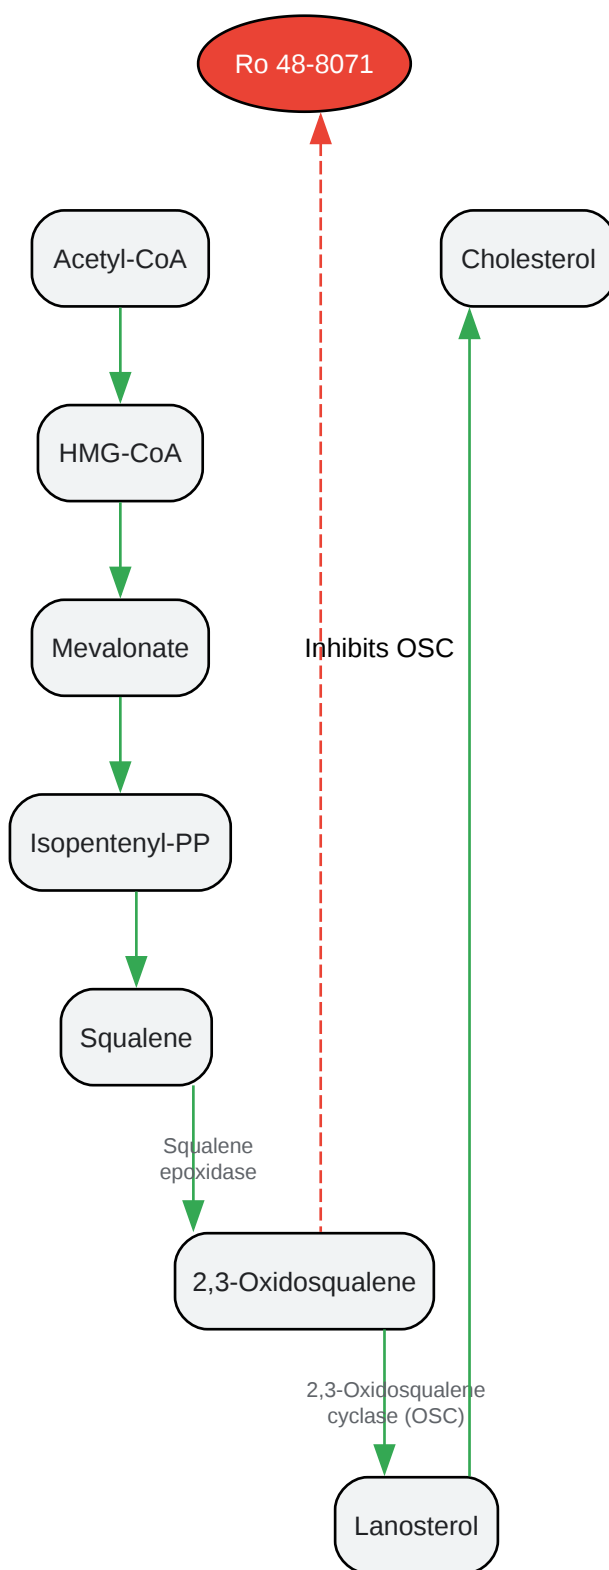 Ro 48-8071
Acetyl-CoA
Cholesterol
HMG-CoA
Mevalonate
Inhibits OSC
Isopentenyl-PP
Squalene
Squalene
epoxidase
2,3-Oxidosqualene
2,3-Oxidosqualene
cyclase (OSC)
Lanosterol